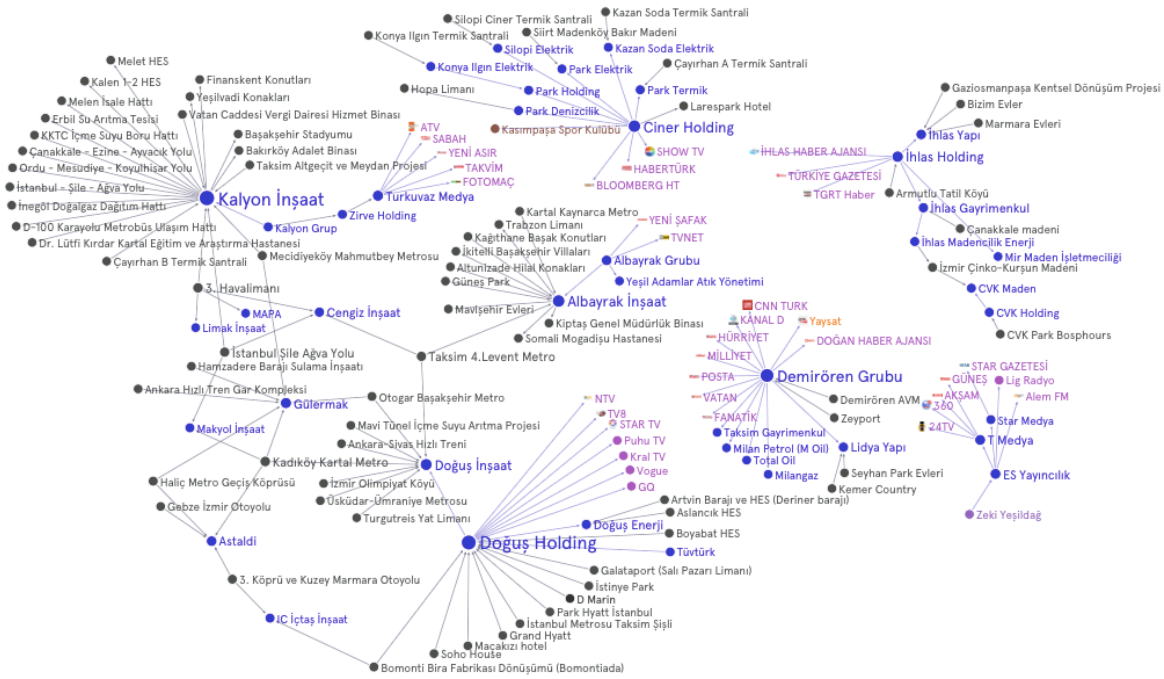 Melet HES
Kalen 1-2 HES
Melen İsale Hattı
Erbil Su Arıtma Tesisi
KKTC İçme Suyu Boru Hattı
Çanakkale - Ezine - Ayvacık Yolu
Ordu - Mesudiye - Koyulhisar Yolu
İstanbul - Şile - Ağva Yolu
İnegöl Doğalgaz Dağıtım Hattı
D-100 Karayolu Metrobüs Ulaşım Hattı
Dr. Lütfi Kırdar Kartal Eğitim ve Araştırma Hastanesi
Çayırhan B Termik Santrali
Finanskent Konutları
Yeşilvadi Konakları
Vatan Caddesi Vergi Dairesi Hizmet Binası
Başakşehir Stadyumu
Bakırköy Adalet Binası
Taksim Altgeçit ve Meydan Projesi
Kalyon İnşaat
Kalyon Grup
Zirve Holding
Turkuvaz Medya
ATV
SABAH
YENİ ASIR
TAKVİM
FOTOMAÇ
Mecidiyeköy Mahmutbey Metrosu
3. Havalimanı
MAPA
Limak İnşaat
Cengiz İnşaat
Silopi Ciner Termik Santrali
Konya Ilgın Termik Santrali
Kazan Soda Termik Santrali
Siirt Madenköy Bakır Madeni
Silopi Elektrik
Kazan Soda Elektrik
Konya Ilgın Elektrik
Park Elektrik
Çayırhan A Termik Santrali
Hopa Limanı
Park Holding
Park Termik
Park Denizcilik
Larespark Hotel
Kasımpaşa Spor Kulübü
Ciner Holding
SHOW TV
HABERTÜRK
BLOOMBERG HT
Gaziosmanpaşa Kentsel Dönüşüm Projesi
Bizim Evler
Marmara Evleri
İhlas Yapı
İHLAS HABER AJANSI
İhlas Holding
TÜRKİYE GAZETESİ
TGRT Haber
Armutlu Tatil Köyü
İhlas Gayrimenkul
Çanakkale madeni
İhlas Madencilik Enerji
Mir Maden İşletmeciliği
İzmir Çinko-Kurşun Madeni
CVK Maden
CVK Holding
CVK Park Bosphours
Kartal Kaynarca Metro
Trabzon Limanı
Kağıthane Başak Konutları
İkitelli Başakşehir Villaları
Altunizade Hilal Konakları
Güneş Park
Mavişehir Evleri
YENİ ŞAFAK
TVNET
Albayrak Grubu
Yeşil Adamlar Atık Yönetimi
Albayrak İnşaat
Kiptaş Genel Müdürlük Binası
Somali Mogadişu Hastanesi
İstanbul Şile Ağva Yolu
Taksim 4.Levent Metro
Hamzadere Barajı Sulama İnşaatı
Ankara Hızlı Tren Gar Kompleksi
Gülermak
Otogar Başakşehir Metro
Makyol İnşaat
Mavi Tünel İçme Suyu Arıtma Projesi
Ankara-Sivas Hızlı Treni
Kadıköy Kartal Metro
Doğuş İnşaat
Haliç Metro Geçiş Köprüsü
İzmir Olimpiyat Köyü
Üsküdar-Ümraniye Metrosu
Gebze İzmir Otoyolu
Turgutreis Yat Limanı
Astaldi
3. Köprü ve Kuzey Marmara Otoyolu
IC İçtaş İnşaat
CNN TURK
KANAL D
Yaysat
HÜRRİYET
DOĞAN HABER AJANSI
MİLLİYET
POSTA
Demirören Grubu
VATAN
Demirören AVM
FANATİK
Zeyport
Taksim Gayrimenkul
Milan Petrol (M Oil)
Total Oil
Milangaz
Lidya Yapı
Seyhan Park Evleri
Kemer Country
STAR GAZETESİ
GÜNEŞ
Lig Radyo
AKŞAM
Alem FM
360
Star Medya
24TV
T Medya
ES Yayıncılık
Zeki Yeşildağ
NTV
TV8
STAR TV
Puhu TV
Kral TV
Vogue
GQ
Artvin Barajı ve HES (Deriner barajı)
Aslancık HES
Doğuş Enerji
Boyabat HES
Doğuş Holding
Tüvtürk
Galataport (Salı Pazarı Limanı)
İstinye Park
D Marin
Park Hyatt İstanbul
İstanbul Metrosu Taksim Şişli
Grand Hyatt
Macakızı hotel
Soho House
Bomonti Bira Fabrikası Dönüşümü (Bomontiada)